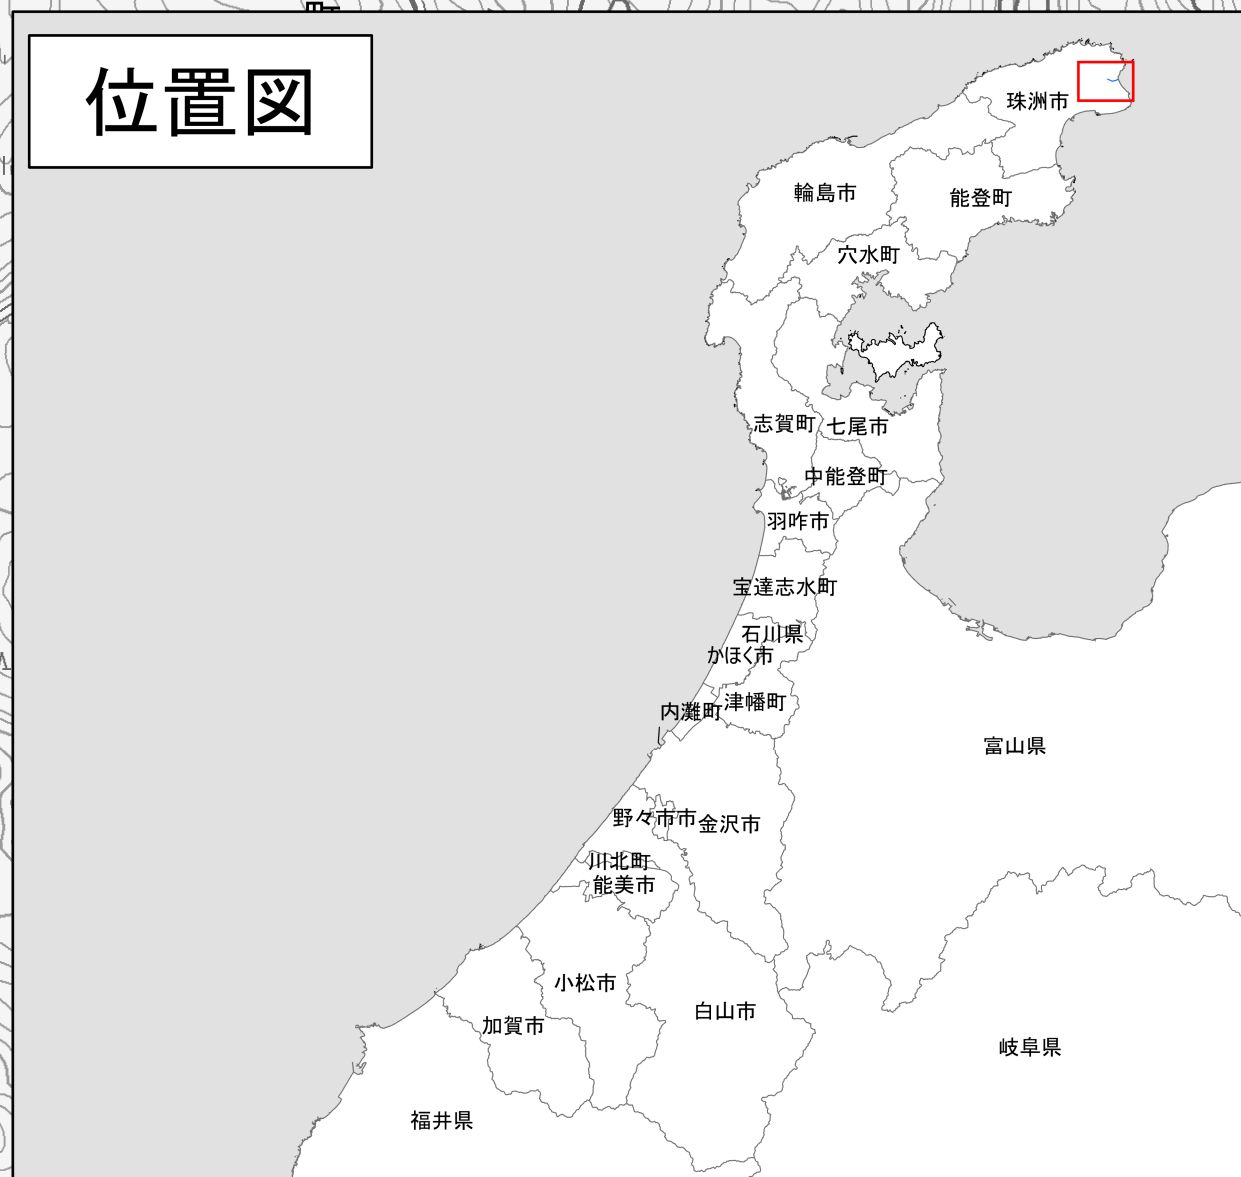 位置図
珠洲市
輪島市
能登町
穴水町
志賀町
七尾市
中能登町
羽咋市
宝達志水町
石川県
かほく市
津幡町
内灘町
富山県
野々市市
金沢市
川北町
能美市
小松市
白山市
加賀市
岐阜県
福井県